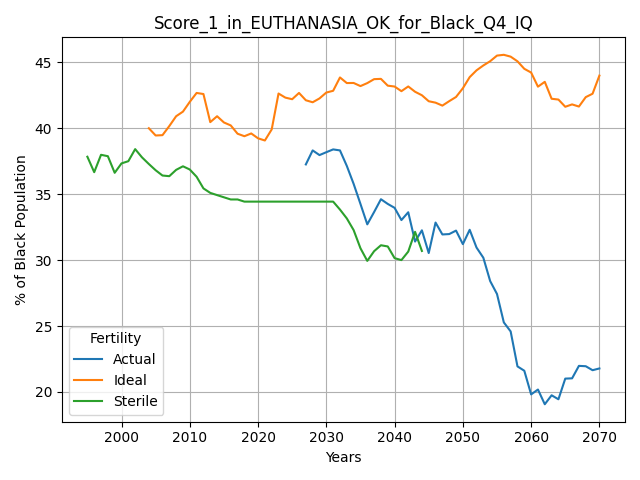 Score_1_in_EUTHANASIA_OK_for_Black_Q4_IQ
45
40
35
30
25
20
% of Black Population
Fertility
Actual
Ideal
Sterile
2000 2010 2020 2030 2040 2050 2060 2070
Years